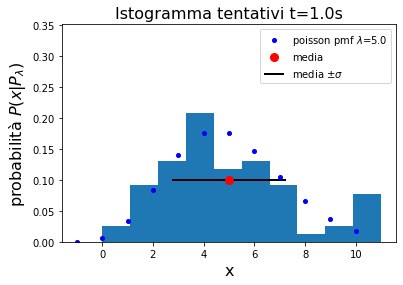 Istogramma tentativi t=1.0s
poisson pmf λ=5.0
media
media ±σ
probabilità P(x|Pλ)
0.35
0.30
0.25
0.20
0.15
0.10
0.05
0.00
0 2 4 6 8 10
x